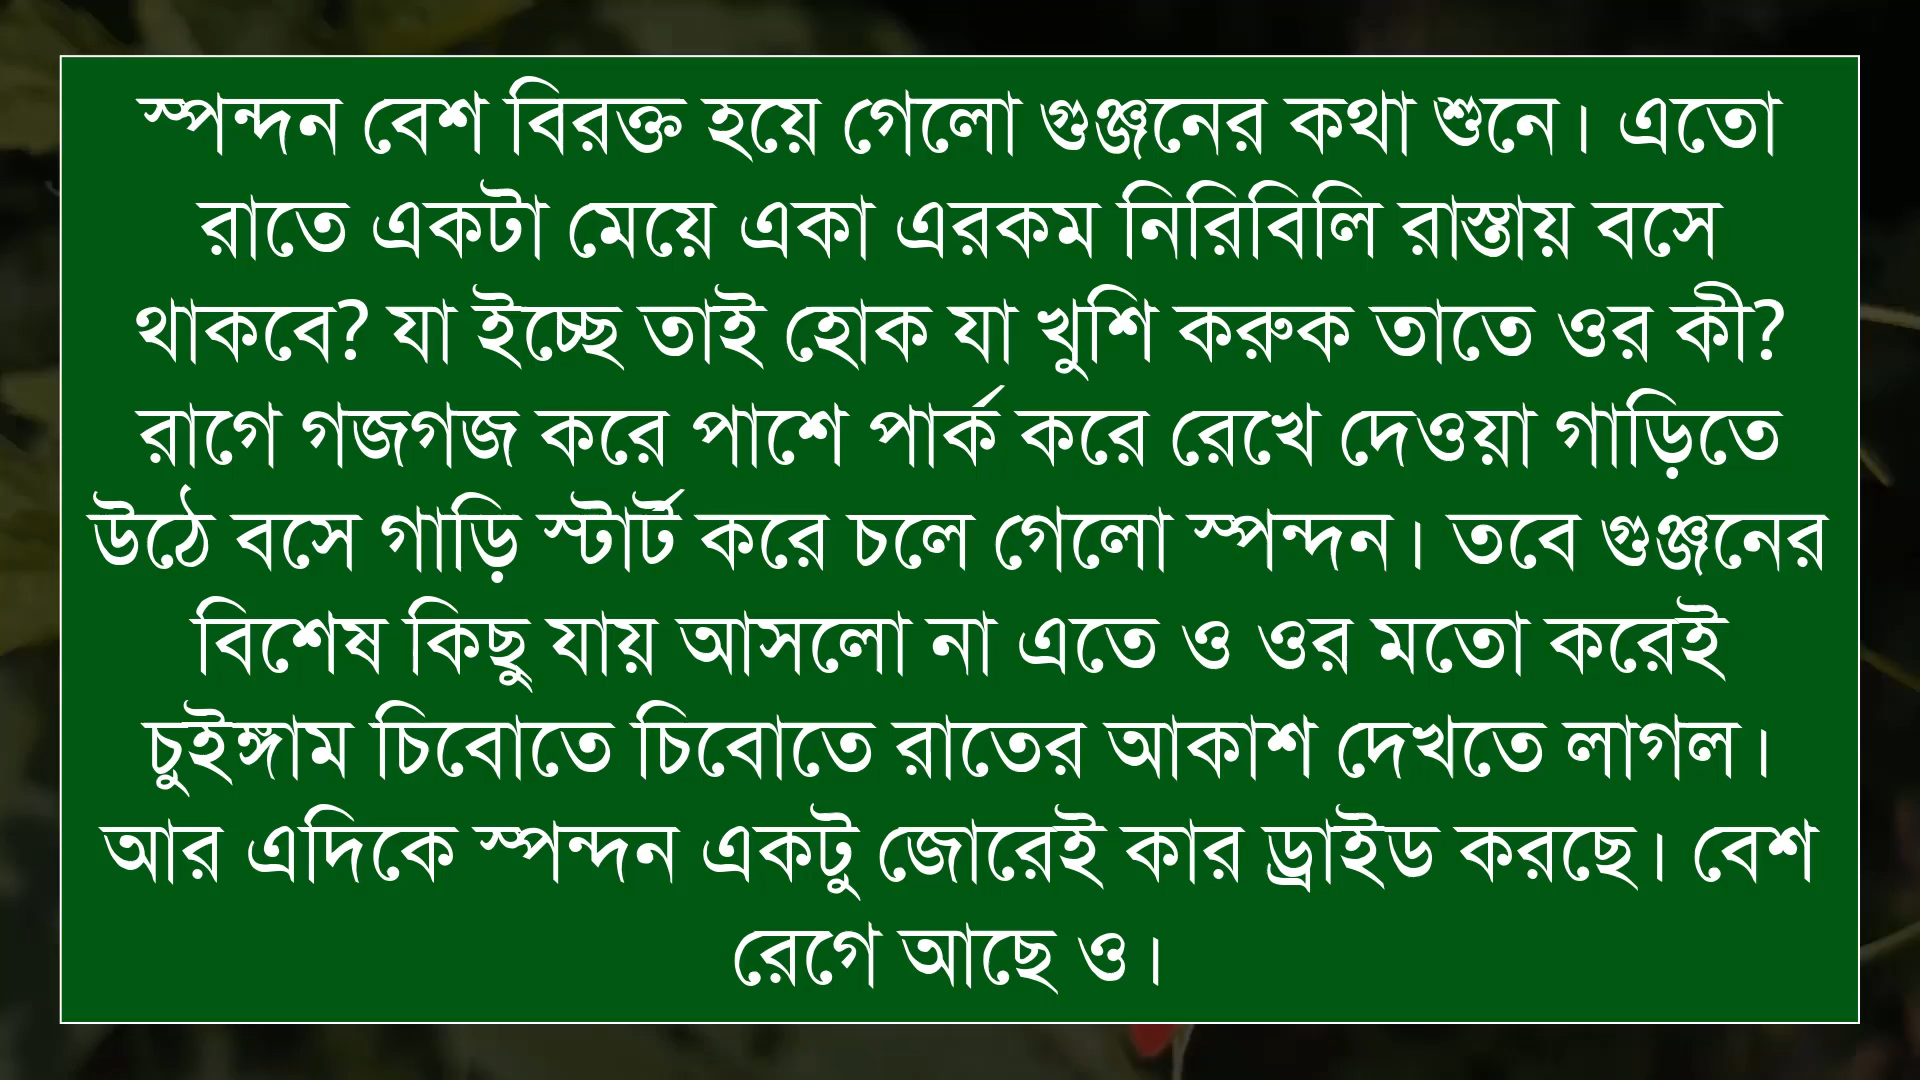 স্পন্দন বেশ বিরক্ত হয়ে গেলো গুঞ্জনের কথা শুনে। এতো
রাতে একটা মেয়ে একা এরকম নিরিবিলি রাস্তায় বসে
থাকবে? যা ইচ্ছে তাই হোক যা খুশি করুক তাতে ওর কী?
রাগে গজগজ করে পাশে পার্ক করে রেখে দেওয়া গাড়িতে
উঠে বসে গাড়ি স্টার্ট করে চলে গেলো স্পন্দন। তবে গুঞ্জনের
বিশেষ কিছু যায় আসলো না এতে ও ওর মতো করেই
চুইঙ্গাম চিবোতে চিবোতে রাতের আকাশ দেখতে লাগল।
আর এদিকে স্পন্দন একটু জোরেই কার ড্রাইভ করছে। বেশ
রেগে আছে ও।